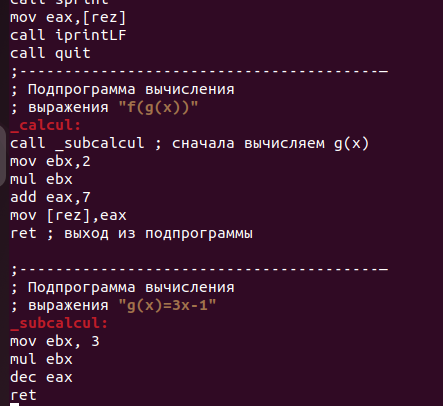 call sprint
mov eax,[rez]
call iprintLF
call quit
;----------------------------------------—
; Подпрограмма вычисления
; выражения "f(g(x))"
_calcul:
call _subcalcul ; сначала вычисляем g(x)
mov ebx,2
mul ebx
add eax,7
mov [rez],eax
ret ; выход из подпрограммы
;----------------------------------------—
; Подпрограмма вычисления
; выражения "g(x)=3x-1"
_subcalcul:
mov ebx, 3
mul ebx
dec eax
ret